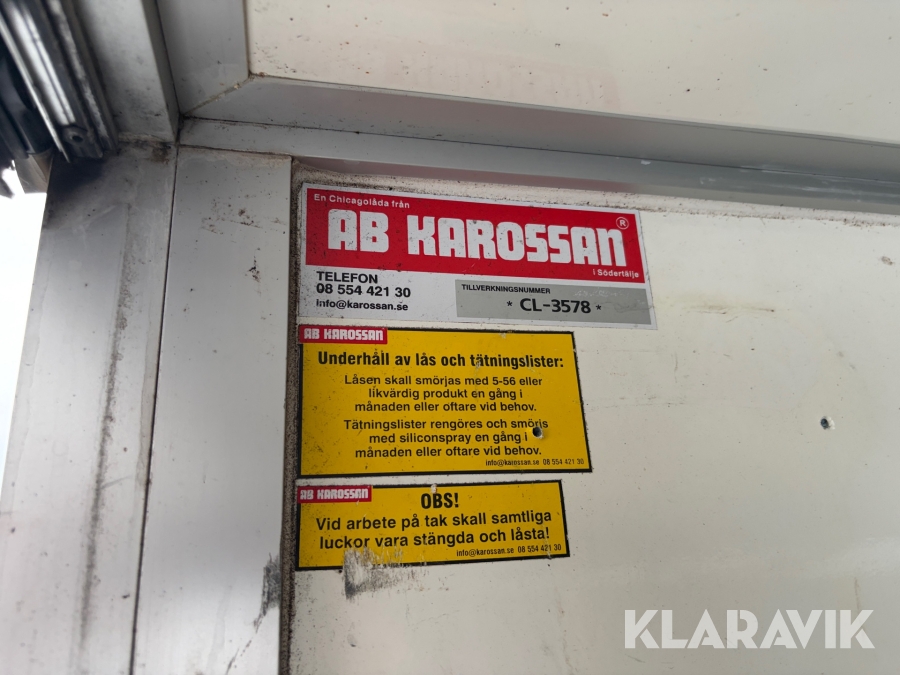 En Chicagolåda från
AB KAROSSAN®
i Södertälje
TELEFON
08 554 421 30
info@karossan.se
TILLVERKNINGSNUMMER
* CL-3578 *
AB KAROSSAN
Underhåll av lås och tätningslister:
Låsen skall smörjas med 5-56 eller
likvärdig produkt en gång i
månaden eller oftare vid behov.
Tätningslister rengöres och smörjs
med siliconspray en gång i
månaden eller oftare vid behov.
info@karossan.se 08 554 421 30
AB KAROSSAN
OBS!
Vid arbete på tak skall samtliga
luckor vara stängda och låsta!
info@karossan.se 08 554 421 30
KLARAVIK